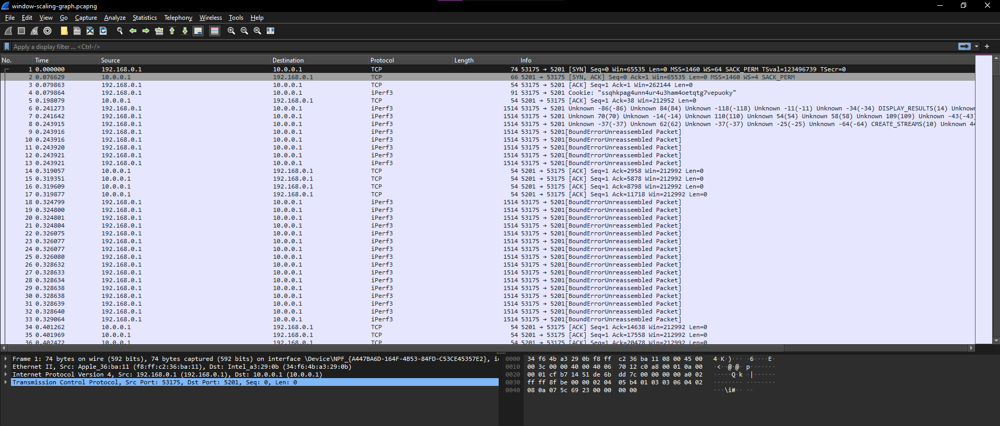 window-scaling-graph.pcapng
File Edit View Go Capture Analyze Statistics Telephony Wireless Tools Help
Apply a display filter ... <Ctrl-/>
No. Time Source Destination Protocol Length Info
1 0.000000 192.168.0.1 10.0.0.1 TCP 74 53175 → 5201 [SYN] Seq=0 Win=65535 Len=0 MSS=1460 WS=64 SACK_PERM TSval=123496739 TSecr=0
2 0.076629 10.0.0.1 192.168.0.1 TCP 66 5201 → 53175 [SYN, ACK] Seq=0 Ack=1 Win=65535 Len=0 MSS=1460 WS=4 SACK_PERM
3 0.079863 192.168.0.1 10.0.0.1 TCP 54 53175 → 5201 [ACK] Seq=1 Ack=1 Win=262144 Len=0
4 0.079864 192.168.0.1 10.0.0.1 iPerf3 91 53175 → 5201 Cookie: "ssqhkpag4unn4ur4u3ham4oetqtg7vepuoky"
5 0.198079 10.0.0.1 192.168.0.1 TCP 54 5201 → 53175 [ACK] Seq=1 Ack=38 Win=212952 Len=0
6 0.241273 192.168.0.1 10.0.0.1 iPerf3 1514 53175 → 5201 Unknown -86(-86) Unknown 84(84) Unknown -118(-118) Unknown -11(-11) Unknown -34(-34) DISPLAY_RESULTS(14) Unknow
7 0.241642 192.168.0.1 10.0.0.1 iPerf3 1514 53175 → 5201 Unknown 70(70) Unknown -14(-14) Unknown 110(110) Unknown 54(54) Unknown 58(58) Unknown 109(109) Unknown -43(-43)
8 0.243915 192.168.0.1 10.0.0.1 iPerf3 1514 53175 → 5201 Unknown -37(-37) Unknown 62(62) Unknown -37(-37) Unknown -25(-25) Unknown -64(-64) CREATE_STREAMS(10) Unknown 44
9 0.243916 192.168.0.1 10.0.0.1 iPerf3 1514 53175 → 5201[BoundErrorUnreassembled Packet]
10 0.243916 192.168.0.1 10.0.0.1 iPerf3 1514 53175 → 5201[BoundErrorUnreassembled Packet]
11 0.243920 192.168.0.1 10.0.0.1 iPerf3 1514 53175 → 5201[BoundErrorUnreassembled Packet]
12 0.243921 192.168.0.1 10.0.0.1 iPerf3 1514 53175 → 5201[BoundErrorUnreassembled Packet]
13 0.243921 192.168.0.1 10.0.0.1 iPerf3 1514 53175 → 5201[BoundErrorUnreassembled Packet]
14 0.319057 10.0.0.1 192.168.0.1 TCP 54 5201 → 53175 [ACK] Seq=1 Ack=2958 Win=212992 Len=0
15 0.319351 10.0.0.1 192.168.0.1 TCP 54 5201 → 53175 [ACK] Seq=1 Ack=5878 Win=212992 Len=0
16 0.319609 10.0.0.1 192.168.0.1 TCP 54 5201 → 53175 [ACK] Seq=1 Ack=8798 Win=212992 Len=0
17 0.319877 10.0.0.1 192.168.0.1 TCP 54 5201 → 53175 [ACK] Seq=1 Ack=11718 Win=212992 Len=0
18 0.324799 192.168.0.1 10.0.0.1 iPerf3 1514 53175 → 5201[BoundErrorUnreassembled Packet]
19 0.324800 192.168.0.1 10.0.0.1 iPerf3 1514 53175 → 5201[BoundErrorUnreassembled Packet]
20 0.324801 192.168.0.1 10.0.0.1 iPerf3 1514 53175 → 5201[BoundErrorUnreassembled Packet]
21 0.324804 192.168.0.1 10.0.0.1 iPerf3 1514 53175 → 5201[BoundErrorUnreassembled Packet]
22 0.326075 192.168.0.1 10.0.0.1 iPerf3 1514 53175 → 5201[BoundErrorUnreassembled Packet]
23 0.326077 192.168.0.1 10.0.0.1 iPerf3 1514 53175 → 5201[BoundErrorUnreassembled Packet]
24 0.326077 192.168.0.1 10.0.0.1 iPerf3 1514 53175 → 5201[BoundErrorUnreassembled Packet]
25 0.326080 192.168.0.1 10.0.0.1 iPerf3 1514 53175 → 5201[BoundErrorUnreassembled Packet]
26 0.328632 192.168.0.1 10.0.0.1 iPerf3 1514 53175 → 5201[BoundErrorUnreassembled Packet]
27 0.328633 192.168.0.1 10.0.0.1 iPerf3 1514 53175 → 5201[BoundErrorUnreassembled Packet]
28 0.328634 192.168.0.1 10.0.0.1 iPerf3 1514 53175 → 5201[BoundErrorUnreassembled Packet]
29 0.328638 192.168.0.1 10.0.0.1 iPerf3 1514 53175 → 5201[BoundErrorUnreassembled Packet]
30 0.328638 192.168.0.1 10.0.0.1 iPerf3 1514 53175 → 5201[BoundErrorUnreassembled Packet]
31 0.328639 192.168.0.1 10.0.0.1 iPerf3 1514 53175 → 5201[BoundErrorUnreassembled Packet]
32 0.328640 192.168.0.1 10.0.0.1 iPerf3 1514 53175 → 5201[BoundErrorUnreassembled Packet]
33 0.329064 192.168.0.1 10.0.0.1 iPerf3 1514 53175 → 5201[BoundErrorUnreassembled Packet]
34 0.401262 10.0.0.1 192.168.0.1 TCP 54 5201 → 53175 [ACK] Seq=1 Ack=14638 Win=212992 Len=0
35 0.401969 10.0.0.1 192.168.0.1 TCP 54 5201 → 53175 [ACK] Seq=1 Ack=17558 Win=212992 Len=0
36 0.402472 10.0.0.1 192.168.0.1 TCP 54 5201 → 53175 [ACK] Seq=1 Ack=20478 Win=212992 Len=0
Frame 1: 74 bytes on wire (592 bits), 74 bytes captured (592 bits) on interface \Device\NPF_{A447BA6D-164F-4B53-84FD-C53CE45357E2}, i
Ethernet II, Src: Apple_36:ba:11 (f8:ff:c2:36:ba:11), Dst: Intel_a3:29:0b (34:f6:4b:a3:29:0b)
Internet Protocol Version 4, Src: 192.168.0.1 (192.168.0.1), Dst: 10.0.0.1 (10.0.0.1)
Transmission Control Protocol, Src Port: 53175, Dst Port: 5201, Seq: 0, Len: 0
0000 34 f6 4b a3 29 0b f8 ff c2 36 ba 11 08 00 45 00 4·K·)··· ·6····E·
0010 00 3c 00 00 40 00 40 06 70 12 c0 a8 00 01 0a 00 ·<··@·@· p·······
0020 00 01 cf b7 14 51 de 6b dd 7c 00 00 00 00 a0 02 ·····Q·k ·|······
0030 ff ff 8f be 00 00 02 04 05 b4 01 03 03 06 04 02 ········ ········
0040 08 0a 07 5c 69 23 00 00 00 00 ···\i#·· ··